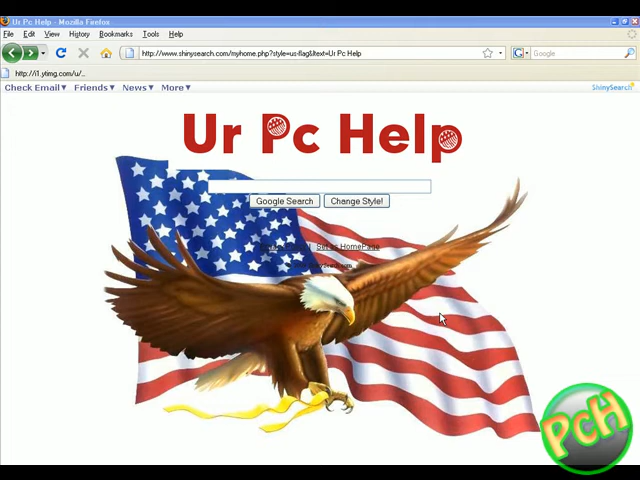 Ur Pc Help - Mozilla Firefox
File Edit View History Bookmarks Tools Help
http://www.shinysearch.com/myhome.php?style=us-flag&text=Ur Pc Help
Google
http://i1.ytimg.com/u/..
Check Email▼ Friends▼ News▼ More▼
ShinySearch
Ur Pc Help
Google Search Change Style!
Set as HomePage
PcH